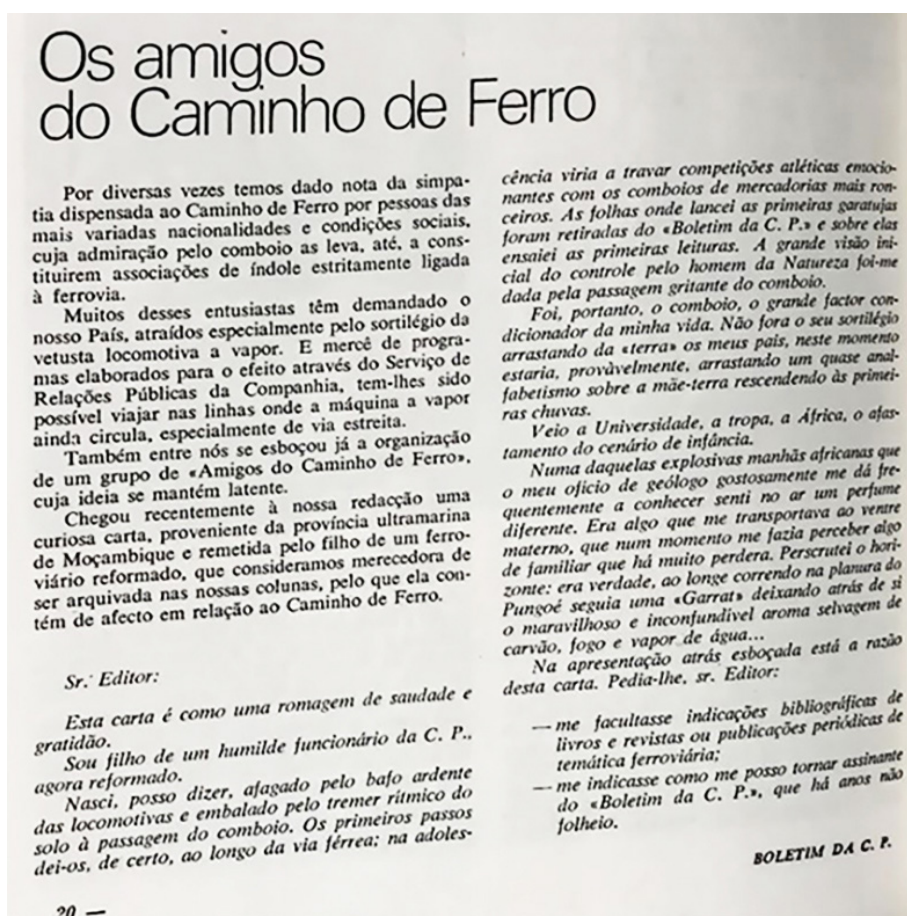 Os amigos
do Caminho de Ferro
Por diversas vezes temos dado nota da simpa-
tia dispensada ao Caminho de Ferro por pessoas das
mais variadas nacionalidades e condições sociais,
cuja admiração pelo comboio as leva, até, a cons-
tituirem associações de índole estritamente ligada
à ferrovia.
Muitos desses entusiastas têm demandado o
nosso País, atraídos especialmente pelo sortilégio da
vetusta locomotiva a vapor. E mercê de progra-
mas elaborados para o efeito através do Serviço de
Relações Públicas da Companhia, tem-lhes sido
possível viajar nas linhas onde a máquina a vapor
ainda circula, especialmente de via estreita.
Também entre nós se esboçou já a organização
de um grupo de «Amigos do Caminho de Ferro»,
cuja ideia se mantém latente.
Chegou recentemente à nossa redacção uma
curiosa carta, proveniente da província ultramarina
de Moçambique e remetida pelo filho de um ferro-
viário reformado, que consideramos merecedora de
ser arquivada nas nossas colunas, pelo que ela con-
tém de afecto em relação ao Caminho de Ferro.
Sr. Editor:
Esta carta é como uma romagem de saudade e
gratidão.
Sou filho de um humilde funcionário da C. P.,
agora reformado.
Nasci, posso dizer, afagado pelo bafo ardente
das locomotivas e embalado pelo tremer rítmico do
solo à passagem do comboio. Os primeiros passos
dei-os, de certo, ao longo da via férrea; na adoles-
cência viria a travar competições atléticas emocio-
nantes com os comboios de mercadorias mais ron-
ceiros. As folhas onde lancei as primeiras garatujas
foram retiradas do «Boletim da C. P.» e sobre elas
ensaiei as primeiras leituras. A grande visão ini-
cial do controle pelo homem da Natureza foi-me
dada pela passagem gritante do comboio.
Foi, portanto, o comboio, o grande factor con-
dicionador da minha vida. Não fora o seu sortilégio
arrastando da «terra» os meus pais, neste momento
estaria, provàvelmente, arrastando um quase anal-
fabetismo sobre a mãe-terra rescendendo às primei-
ras chuvas.
Veio a Universidade, a tropa, a África, o afas-
tamento do cenário de infância.
Numa daquelas explosivas manhãs africanas que
o meu ofício de geólogo gostosamente me dá fre-
quentemente a conhecer senti no ar um perfume
diferente. Era algo que me transportava ao ventre
materno, que num momento me fazia perceber algo
de familiar que há muito perdera. Perscrutei o hori-
zonte: era verdade, ao longe correndo na planura do
Pungoé seguia uma «Garrat» deixando atrás de si
o maravilhoso e inconfundível aroma selvagem de
carvão, fogo e vapor de água...
Na apresentação atrás esboçada está a razão
desta carta. Pedia-lhe, sr. Editor:
— me facultasse indicações bibliográficas de
livros e revistas ou publicações periódicas de
temática ferroviária;
— me indicasse como me posso tornar assinante
do «Boletim da C. P.», que há anos não
folheio.
BOLETIM DA C. P.
20 —